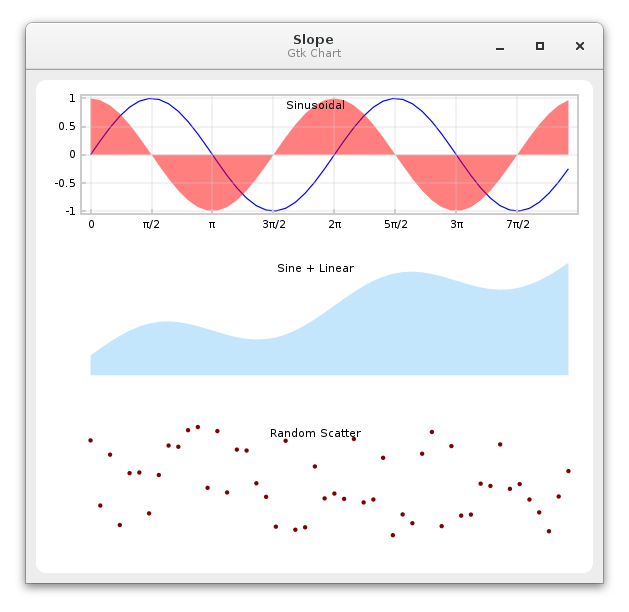 Slope
Gtk Chart
Sinusoidal
1
0.5
0
-0.5
-1
0 π/2 π 3π/2 2π 5π/2 3π 7π/2
Sine + Linear
Random Scatter